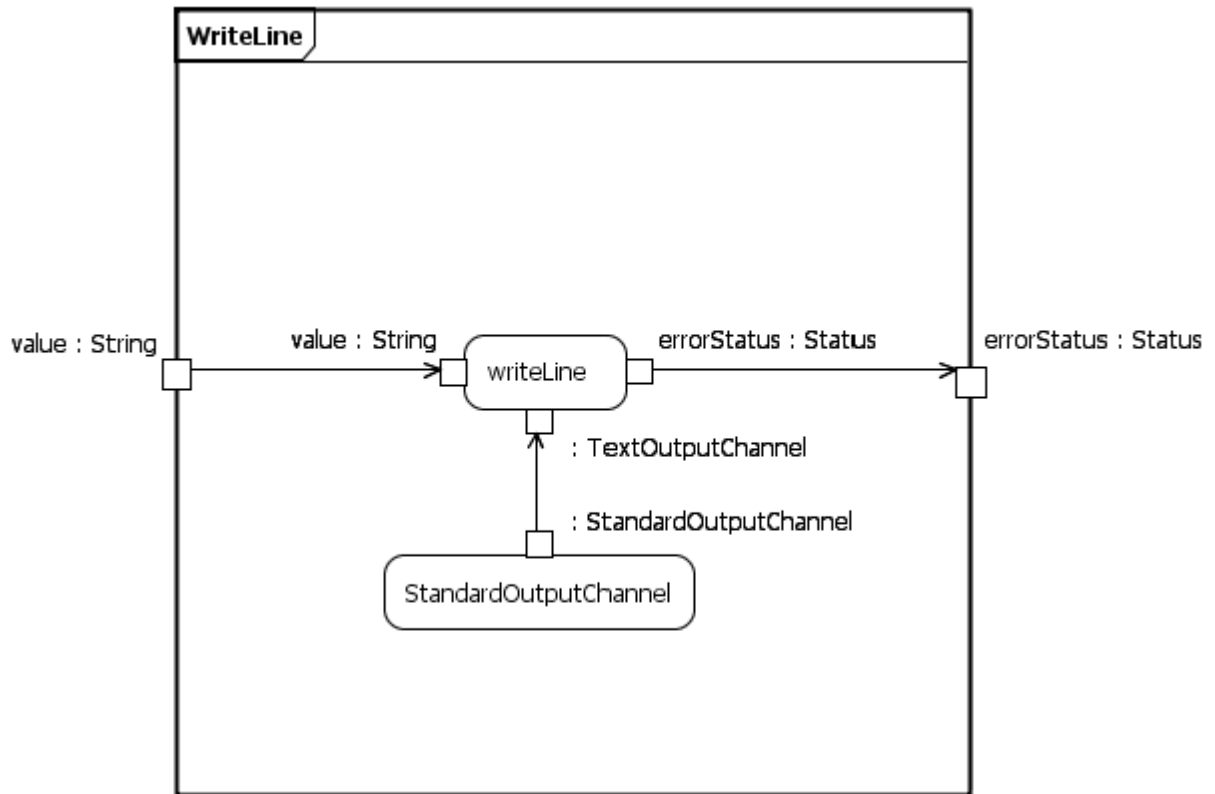 WriteLine
value : String
value : String
errorStatus : Status
errorStatus : Status
writeLine
: TextOutputChannel
: StandardOutputChannel
StandardOutputChannel